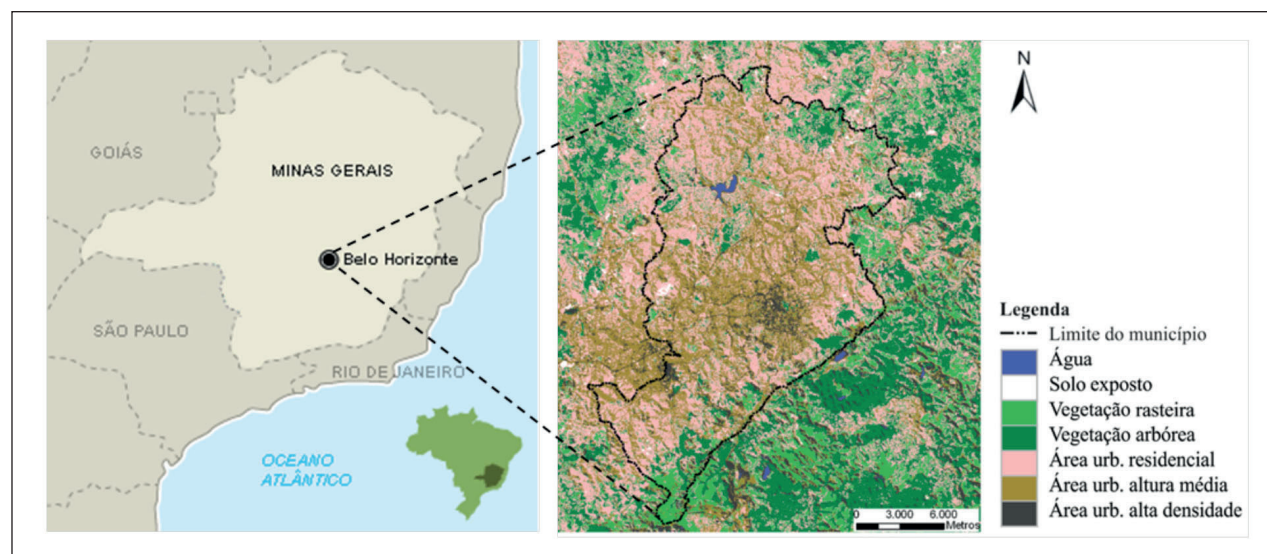 GOIÁS
MINAS GERAIS
Belo Horizonte
SÃO PAULO
RIO DE JANEIRO
OCEANO
ATLÂNTICO
N
0 3.000 6.000
Metros
Legenda
Limite do município
Água
Solo exposto
Vegetação rasteira
Vegetação arbórea
Área urb. residencial
Área urb. altura média
Área urb. alta densidade